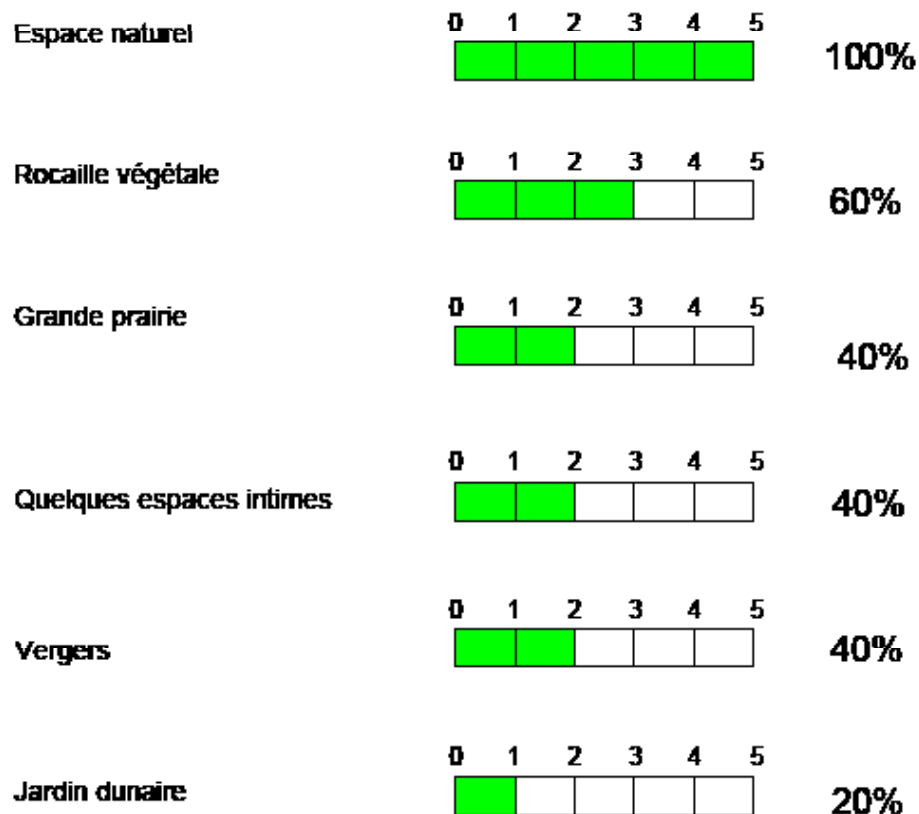 Espace naturel 0 1 2 3 4 5 100%
Rocaille végétale 0 1 2 3 4 5 60%
Grande prairie 0 1 2 3 4 5 40%
Quelques espaces intimes 0 1 2 3 4 5 40%
Vergers 0 1 2 3 4 5 40%
Jardin dunaire 0 1 2 3 4 5 20%